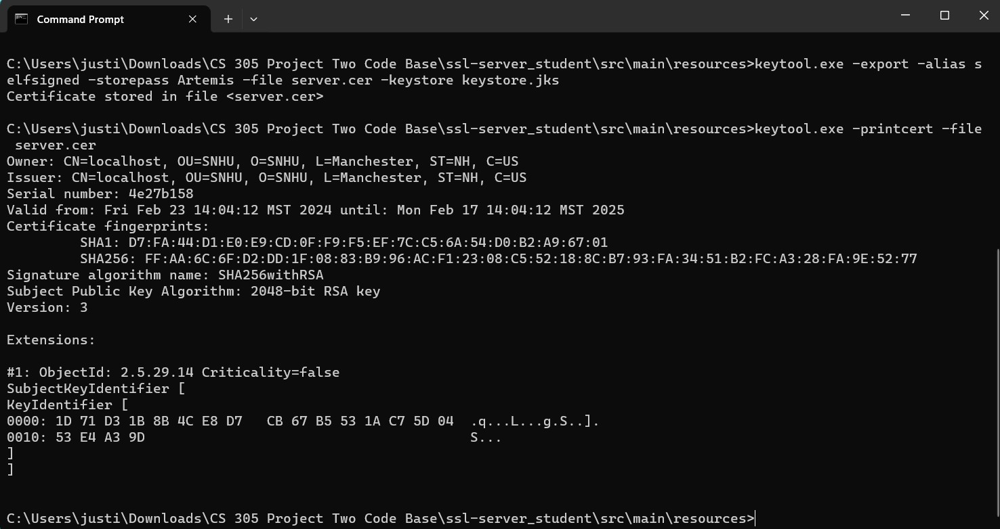 Command Prompt
C:\Users\justi\Downloads\CS 305 Project Two Code Base\ssl-server_student\src\main\resources>keytool.exe -export -alias s
elfsigned -storepass Artemis -file server.cer -keystore keystore.jks
Certificate stored in file <server.cer>
C:\Users\justi\Downloads\CS 305 Project Two Code Base\ssl-server_student\src\main\resources>keytool.exe -printcert -file
 server.cer
Owner: CN=localhost, OU=SNHU, O=SNHU, L=Manchester, ST=NH, C=US
Issuer: CN=localhost, OU=SNHU, O=SNHU, L=Manchester, ST=NH, C=US
Serial number: 4e27b158
Valid from: Fri Feb 23 14:04:12 MST 2024 until: Mon Feb 17 14:04:12 MST 2025
Certificate fingerprints:
         SHA1: D7:FA:44:D1:E0:E9:CD:0F:F9:F5:EF:7C:C5:6A:54:D0:B2:A9:67:01
         SHA256: FF:AA:6C:6F:D2:DD:1F:08:83:B9:96:AC:F1:23:08:C5:52:18:8C:B7:93:FA:34:51:B2:FC:A3:28:FA:9E:52:77
Signature algorithm name: SHA256withRSA
Subject Public Key Algorithm: 2048-bit RSA key
Version: 3
Extensions:
#1: ObjectId: 2.5.29.14 Criticality=false
SubjectKeyIdentifier [
KeyIdentifier [
0000: 1D 71 D3 1B 8B 4C E8 D7   CB 67 B5 53 1A C7 5D 04  .q...L...g.S..].
0010: 53 E4 A3 9D                                        S...
]
]
C:\Users\justi\Downloads\CS 305 Project Two Code Base\ssl-server_student\src\main\resources>